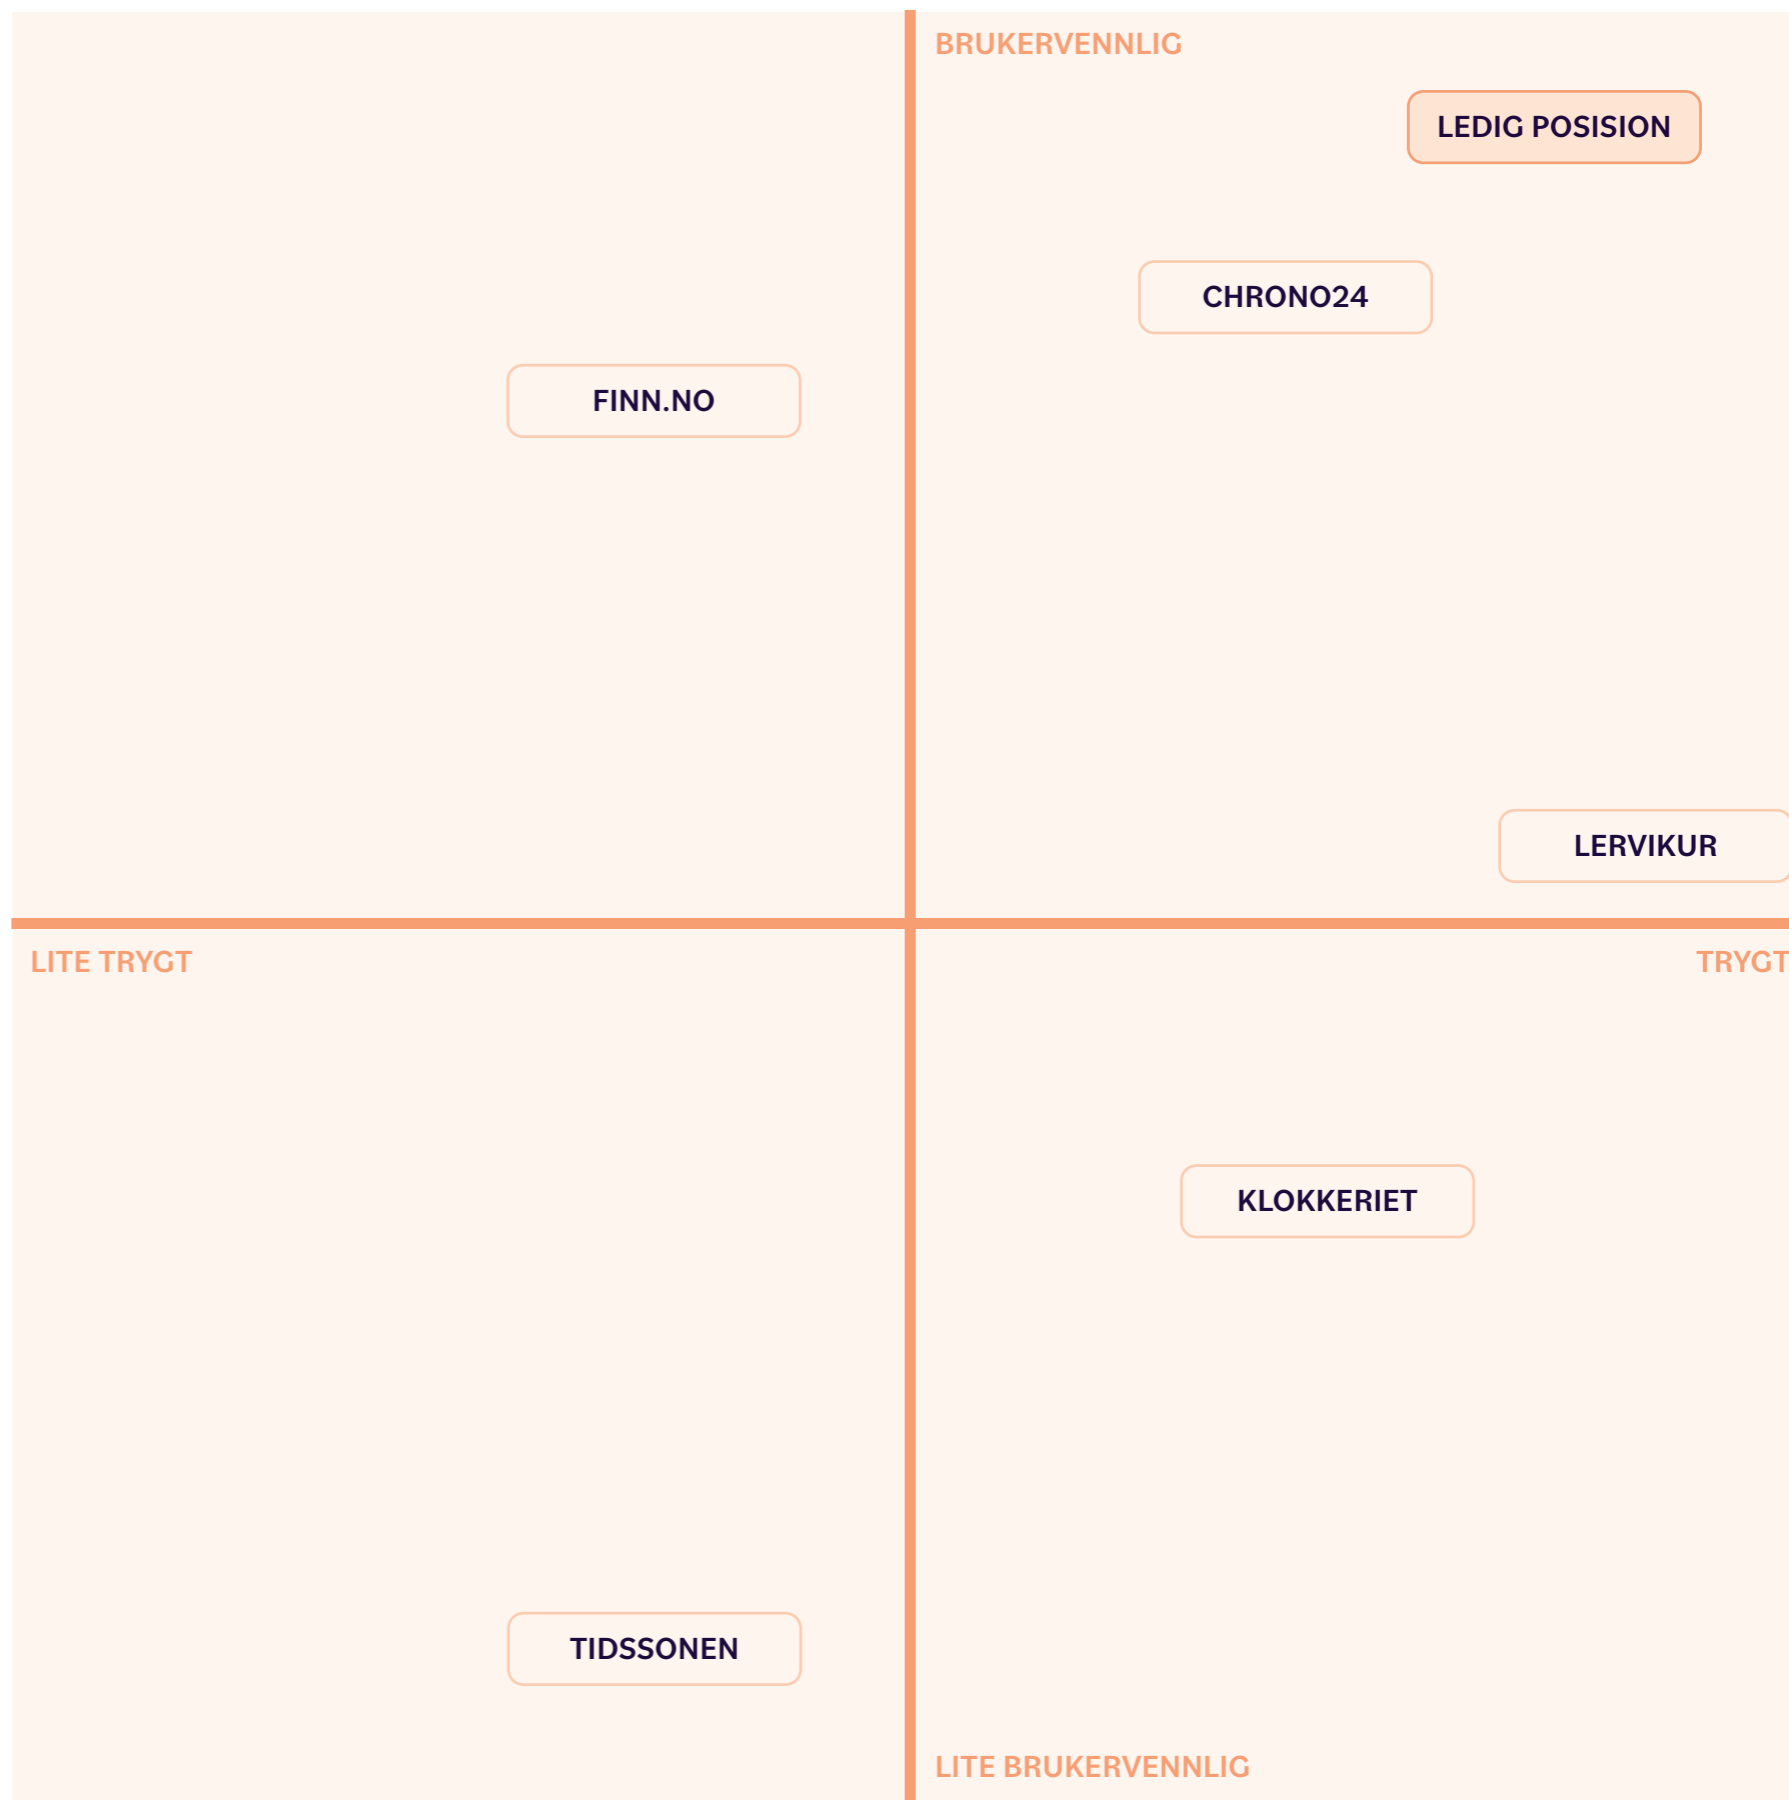 BRUKERVENNLIG
LEDIG POSISION
CHRONO24
FINN.NO
LERVIKUR
LITE TRYGT
TRYGT
KLOKKERIET
TIDSSONEN
LITE BRUKERVENNLIG